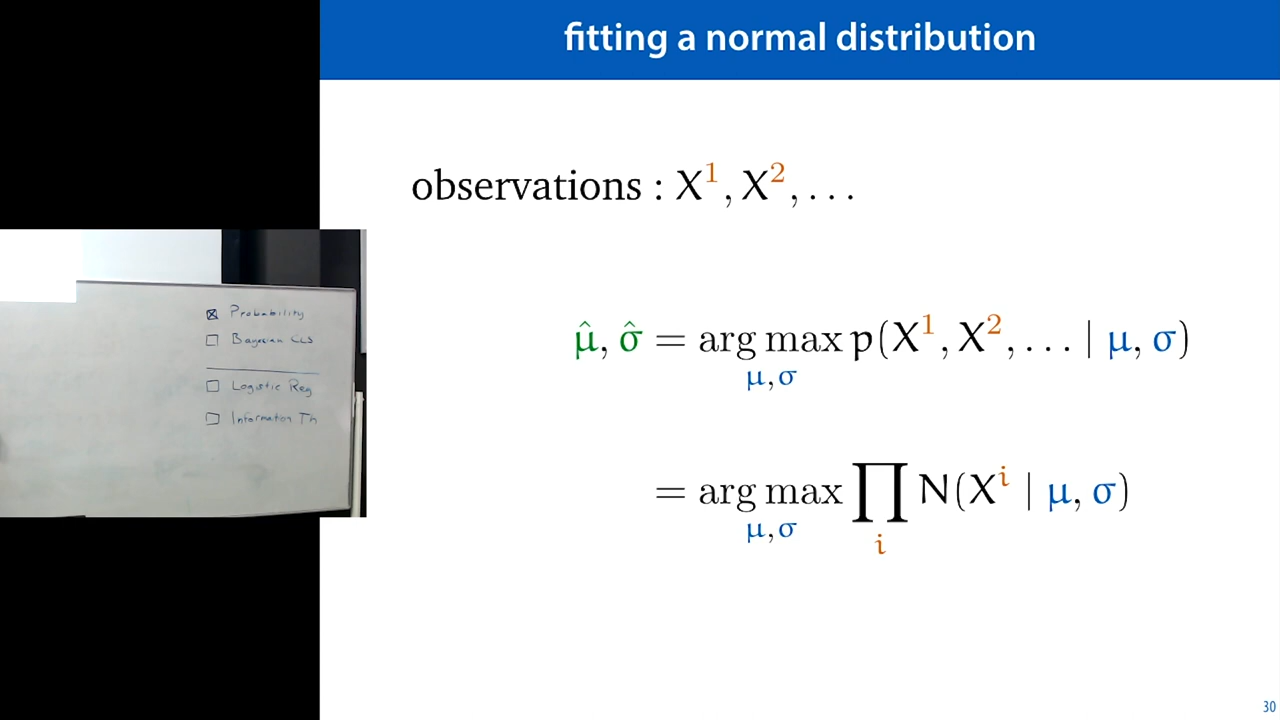 fitting a normal distribution
observations : X¹, X², . . .
μ̂, σ̂ = arg max p(X¹, X², . . . | μ, σ)
μ,σ
= arg max ∏ N(Xⁱ | μ, σ)
μ,σ i
Probability
Bayesian Cls
Logistic Reg
Information Th
30